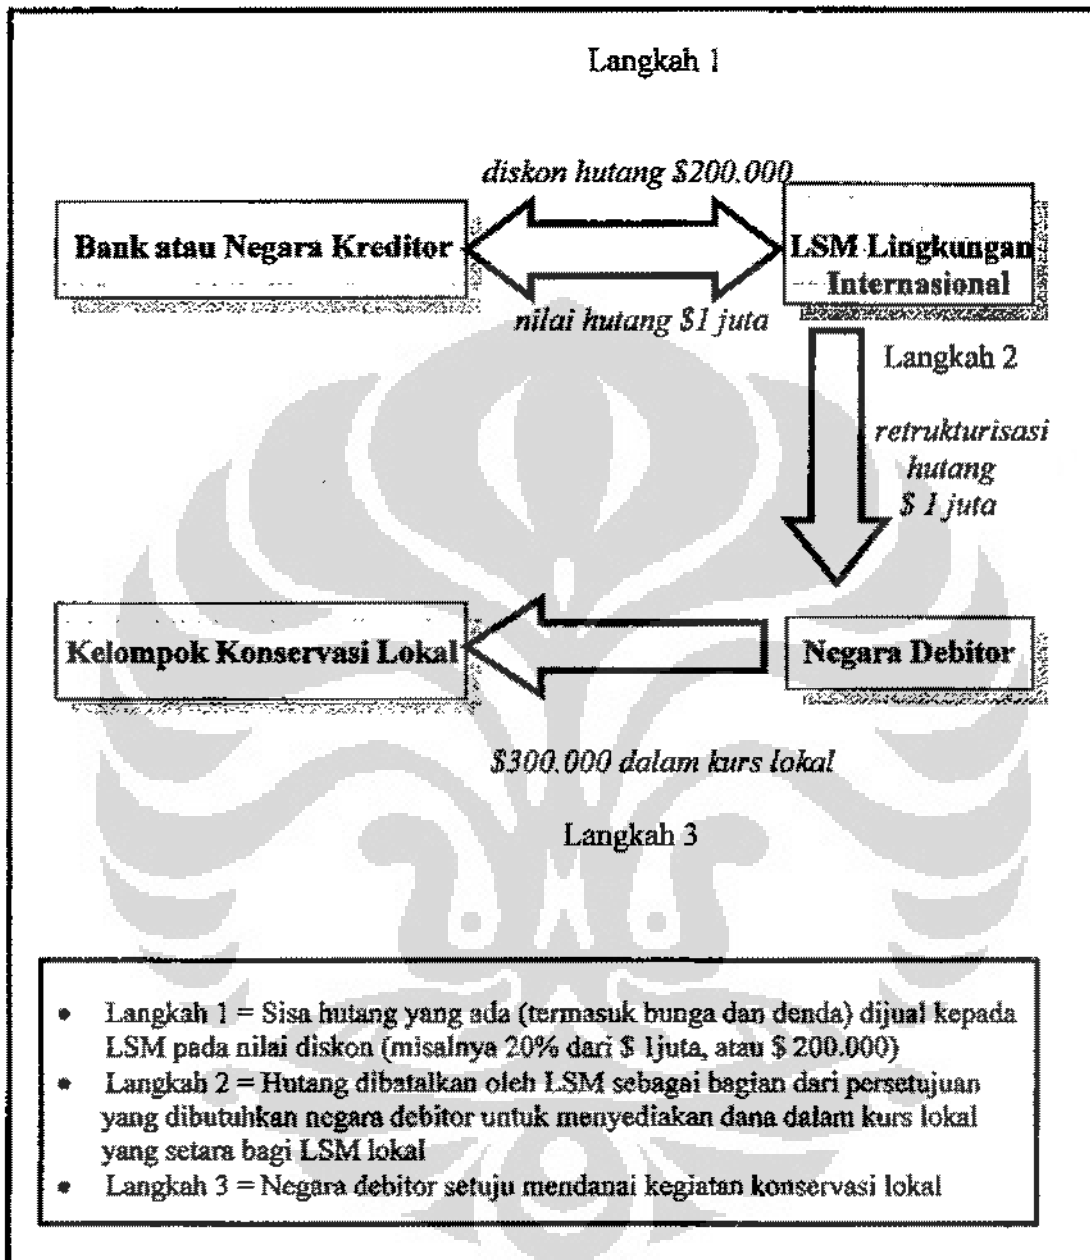 Langkah 1
diskon hutang $200.000
Bank atau Negara Kreditor
LSM Lingkungan
Internasional
nilai hutang $1 juta
Langkah 2
retrukturisasi
hutang
$ 1 juta
Kelompok Konservasi Lokal
Negara Debitor
$300.000 dalam kurs lokal
Langkah 3
• Langkah 1 = Sisa hutang yang ada (termasuk bunga dan denda) dijual kepada
LSM pada nilai diskon (misalnya 20% dari $ 1juta, atau $ 200.000)
• Langkah 2 = Hutang dibatalkan oleh LSM sebagai bagian dari persetujuan
yang dibutuhkan negara debitor untuk menyediakan dana dalam kurs lokal
yang setara bagi LSM lokal
• Langkah 3 = Negara debitor setuju mendanai kegiatan konservasi lokal